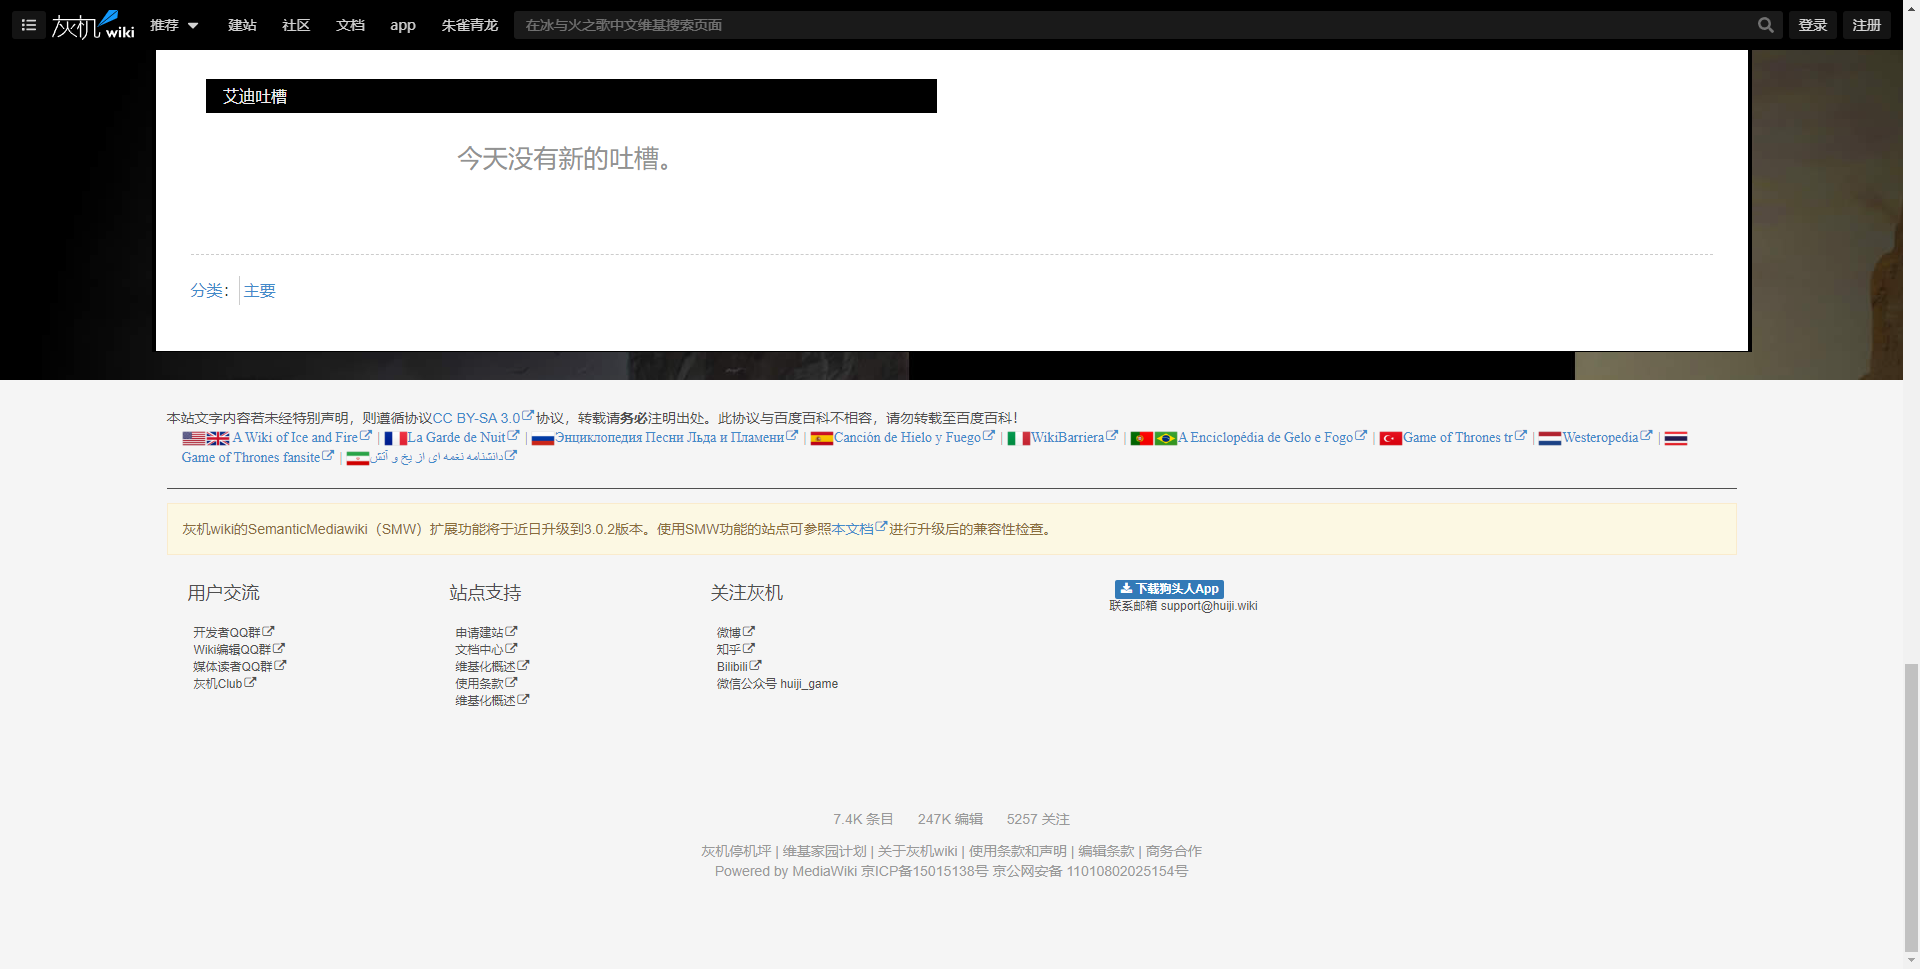 灰机wiki 推荐 建站 社区 文档 app 朱雀青龙 在冰与火之歌中文维基搜索页面 登录 注册
艾迪吐槽
今天没有新的吐槽。
分类： 主要
本站文字内容若未经特别声明，则遵循协议CC BY-SA 3.0协议，转载请务必注明出处。此协议与百度百科不相容，请勿转载至百度百科！
A Wiki of Ice and Fire | La Garde de Nuit | Энциклопедия Песни Льда и Пламени | Canción de Hielo y Fuego | WikiBarriera | A Enciclopédia de Gelo e Fogo | Game of Thrones tr | Westeropedia |
Game of Thrones fansite | دانشنامه نغمه ای از یخ و آتش
灰机wiki的SemanticMediawiki（SMW）扩展功能将于近日升级到3.0.2版本。使用SMW功能的站点可参照本文档进行升级后的兼容性检查。
用户交流
开发者QQ群
Wiki编辑QQ群
媒体读者QQ群
灰机Club
站点支持
申请建站
文档中心
维基化概述
使用条款
维基化概述
关注灰机
微博
知乎
Bilibili
微信公众号 huiji_game
下载狗头人App
联系邮箱 support@huiji.wiki
7.4K 条目 247K 编辑 5257 关注
灰机停机坪 | 维基家园计划 | 关于灰机wiki | 使用条款和声明 | 编辑条款 | 商务合作
Powered by MediaWiki 京ICP备15015138号 京公网安备 11010802025154号